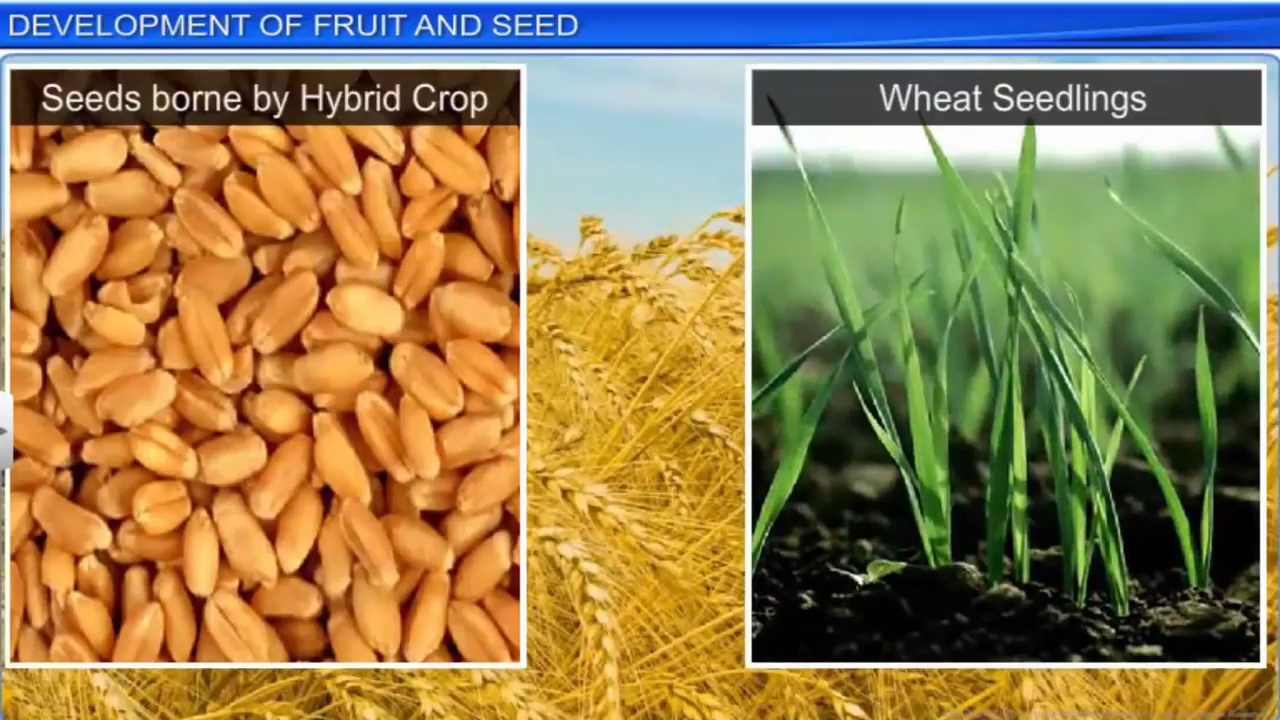 DEVELOPMENT OF FRUIT AND SEED
Seeds borne by Hybrid Crop
Wheat Seedlings